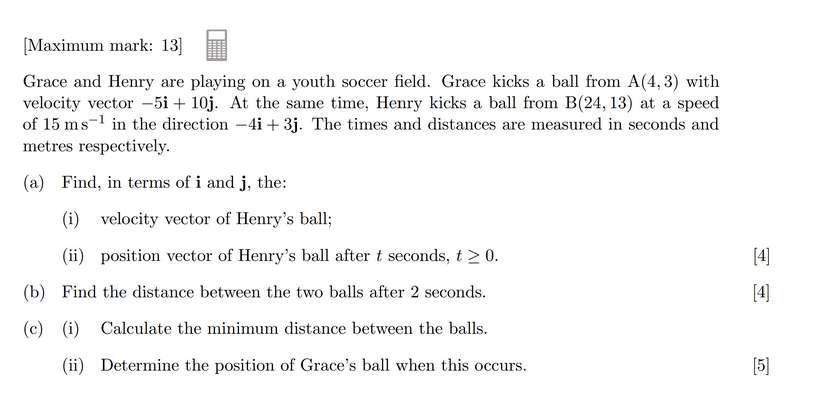 [Maximum mark: 13]
Grace and Henry are playing on a youth soccer field. Grace kicks a ball from A(4, 3) with
velocity vector −5i + 10j. At the same time, Henry kicks a ball from B(24, 13) at a speed
of 15 m s⁻¹ in the direction −4i + 3j. The times and distances are measured in seconds and
metres respectively.
(a) Find, in terms of i and j, the:
(i) velocity vector of Henry's ball;
(ii) position vector of Henry's ball after t seconds, t ≥ 0. [4]
(b) Find the distance between the two balls after 2 seconds. [4]
(c) (i) Calculate the minimum distance between the balls.
(ii) Determine the position of Grace's ball when this occurs. [5]